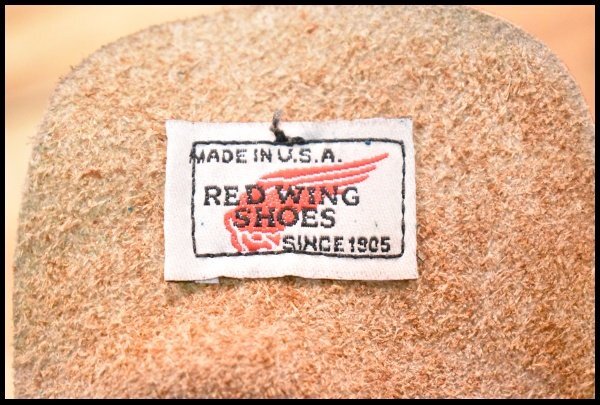 MADE IN U.S.A.
RED WING
SHOES
SINCE 1905